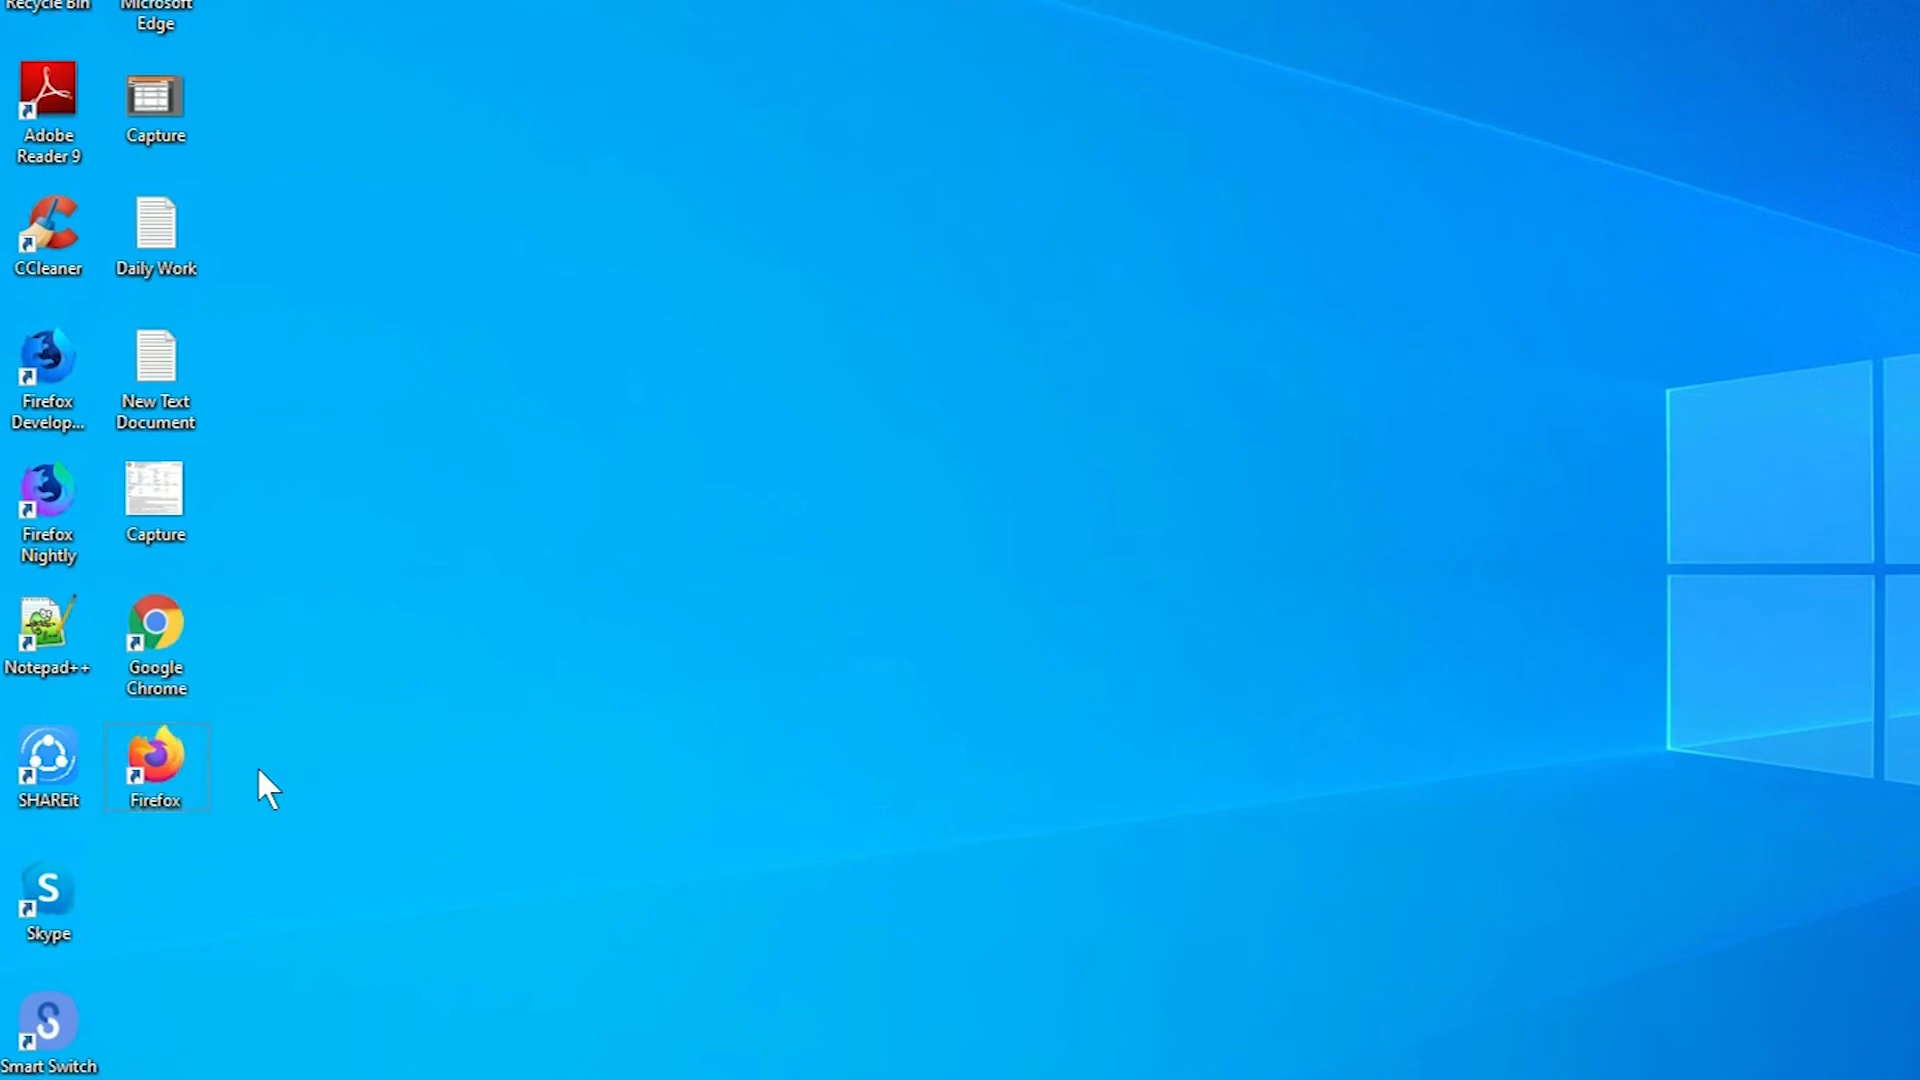 Recycle Bin
Microsoft
Edge
Adobe
Reader 9
Capture
CCleaner
Daily Work
Firefox
Develop...
New Text
Document
Firefox
Nightly
Capture
Notepad++
Google
Chrome
SHAREit
Firefox
Skype
Smart Switch